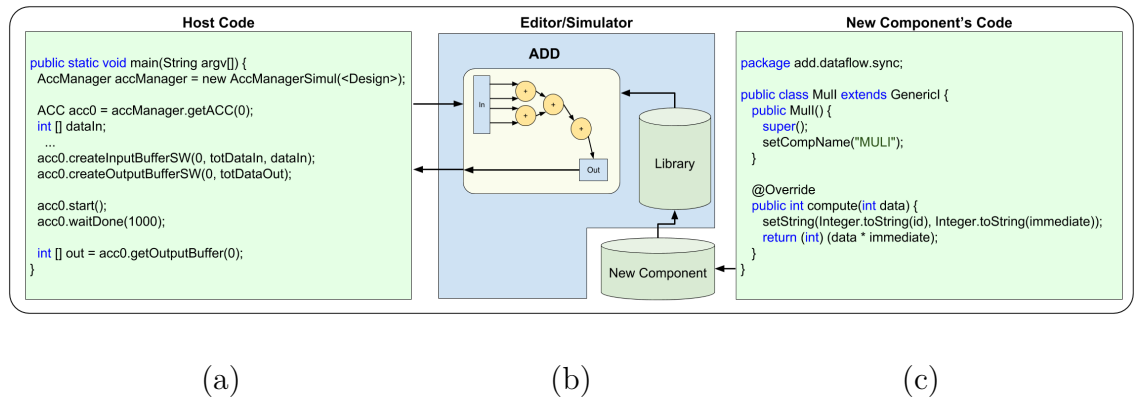 Host Code
public static void main(String argv[]) {
AccManager accManager = new AccManagerSimul(<Design>);
ACC acc0 = accManager.getACC(0);
int [] dataIn;
...
acc0.createInputBufferSW(0, totDataIn, dataIn);
acc0.createOutputBufferSW(0, totDataOut);
acc0.start();
acc0.waitDone(1000);
int [] out = acc0.getOutputBuffer(0);
}
Editor/Simulator
ADD
In
+
+
+
+
Out
Library
New Component
New Component's Code
package add.dataflow.sync;
public class MulI extends GenericI {
public MulI() {
super();
setCompName("MULI");
}
@Override
public int compute(int data) {
setString(Integer.toString(id), Integer.toString(immediate));
return (int) (data * immediate);
}
}
(a)
(b)
(c)